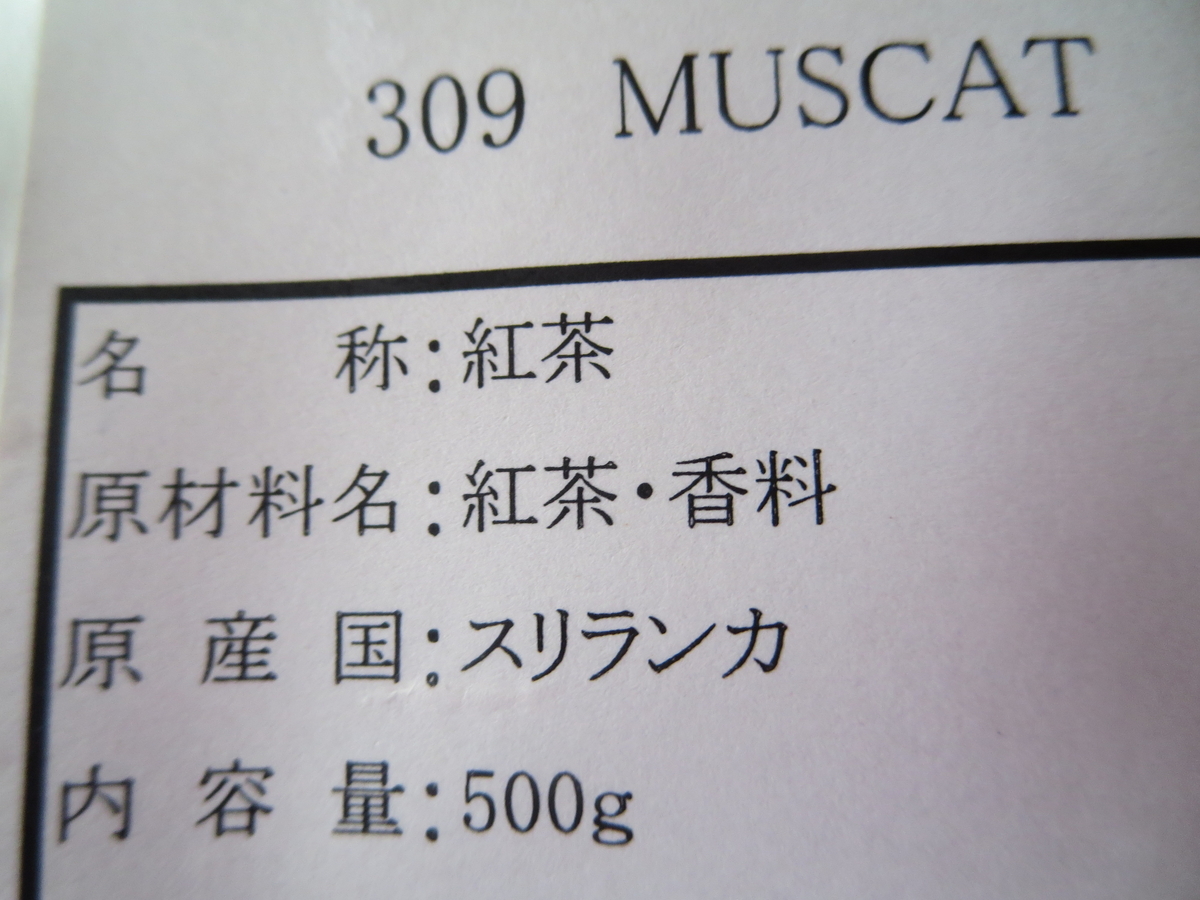 309 MUSCAT
名称:紅茶
原材料名:紅茶・香料
原産国:スリランカ
内容量:500g